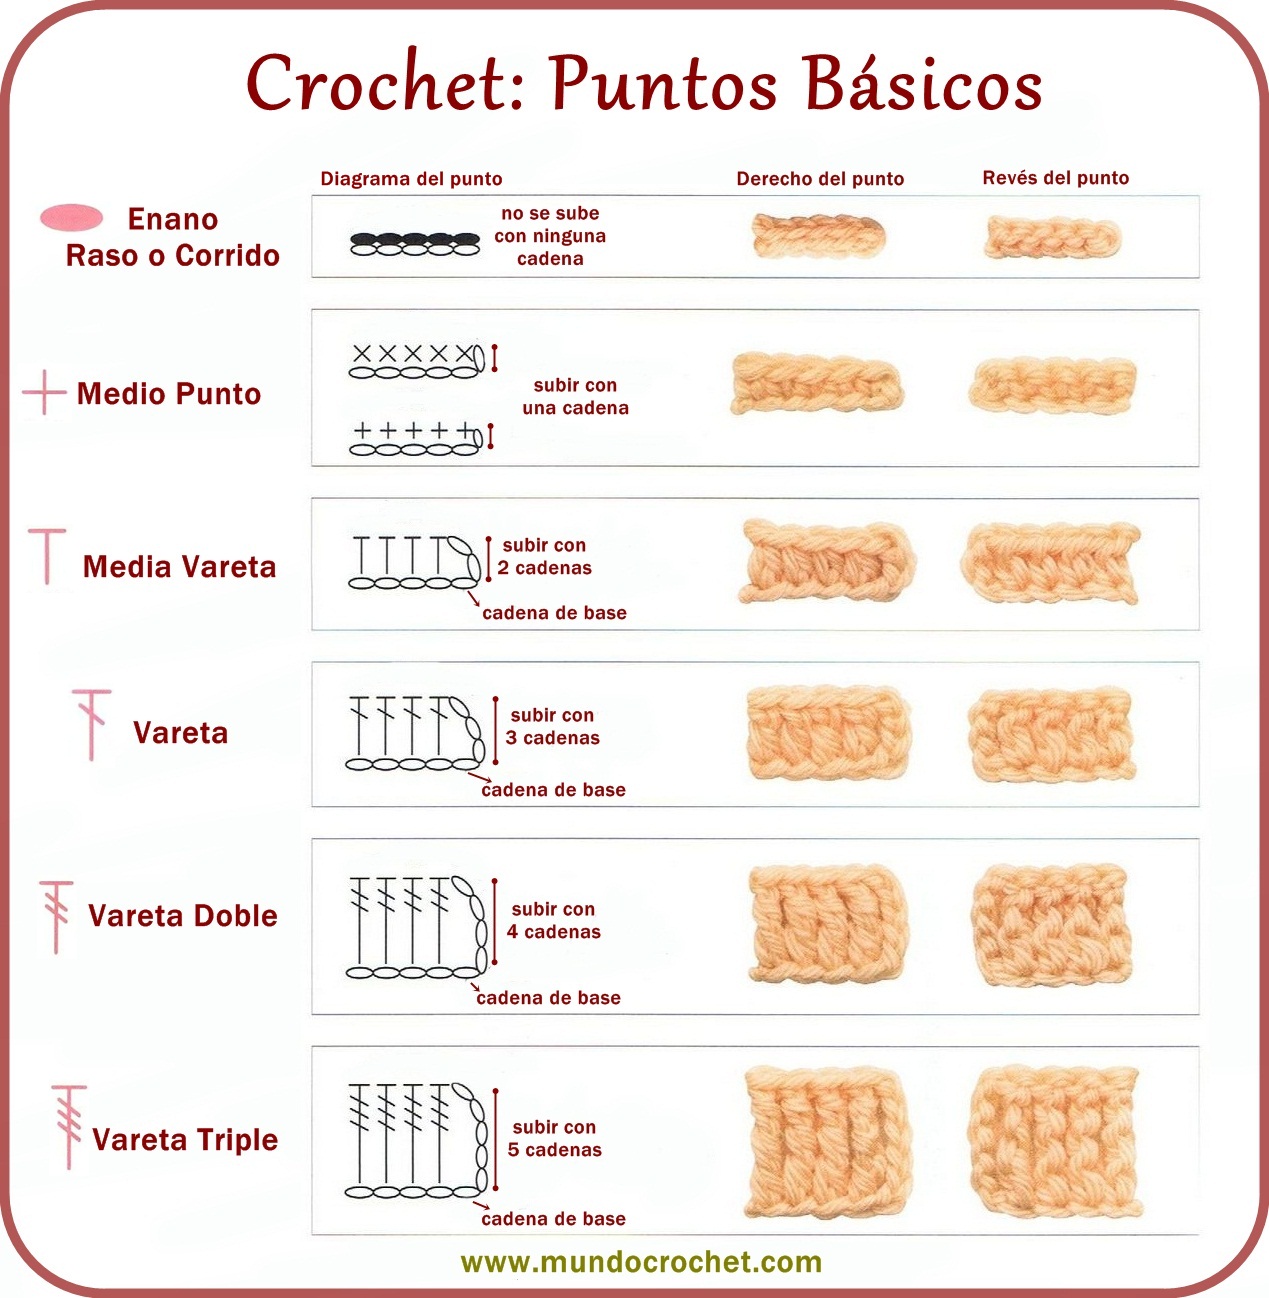 Crochet: Puntos Básicos
Diagrama del punto
Derecho del punto
Revés del punto
Enano
Raso o Corrido
no se sube
con ninguna
cadena
Medio Punto
subir con
una cadena
Media Vareta
subir con
2 cadenas
cadena de base
Vareta
subir con
3 cadenas
cadena de base
Vareta Doble
subir con
4 cadenas
cadena de base
Vareta Triple
subir con
5 cadenas
cadena de base
www.mundocrochet.com